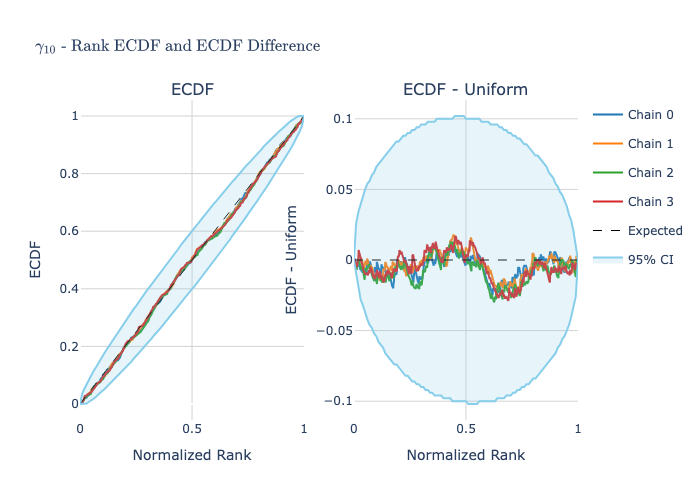 γ₁₀ - Rank ECDF and ECDF Difference
ECDF
ECDF
1
0.8
0.6
0.4
0.2
0
0
0.5
1
Normalized Rank
ECDF - Uniform
ECDF - Uniform
0.1
0.05
0
−0.05
−0.1
0
0.5
1
Normalized Rank
Chain 0
Chain 1
Chain 2
Chain 3
Expected
95% CI